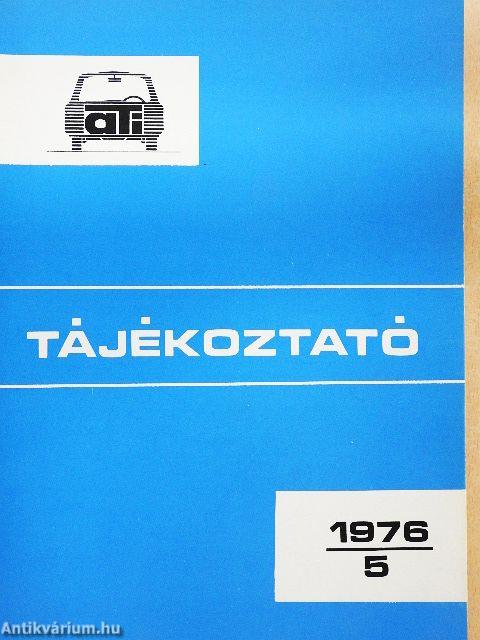 aTi
TÁJÉKOZTATÓ
1976
5
Antikvárium.hu